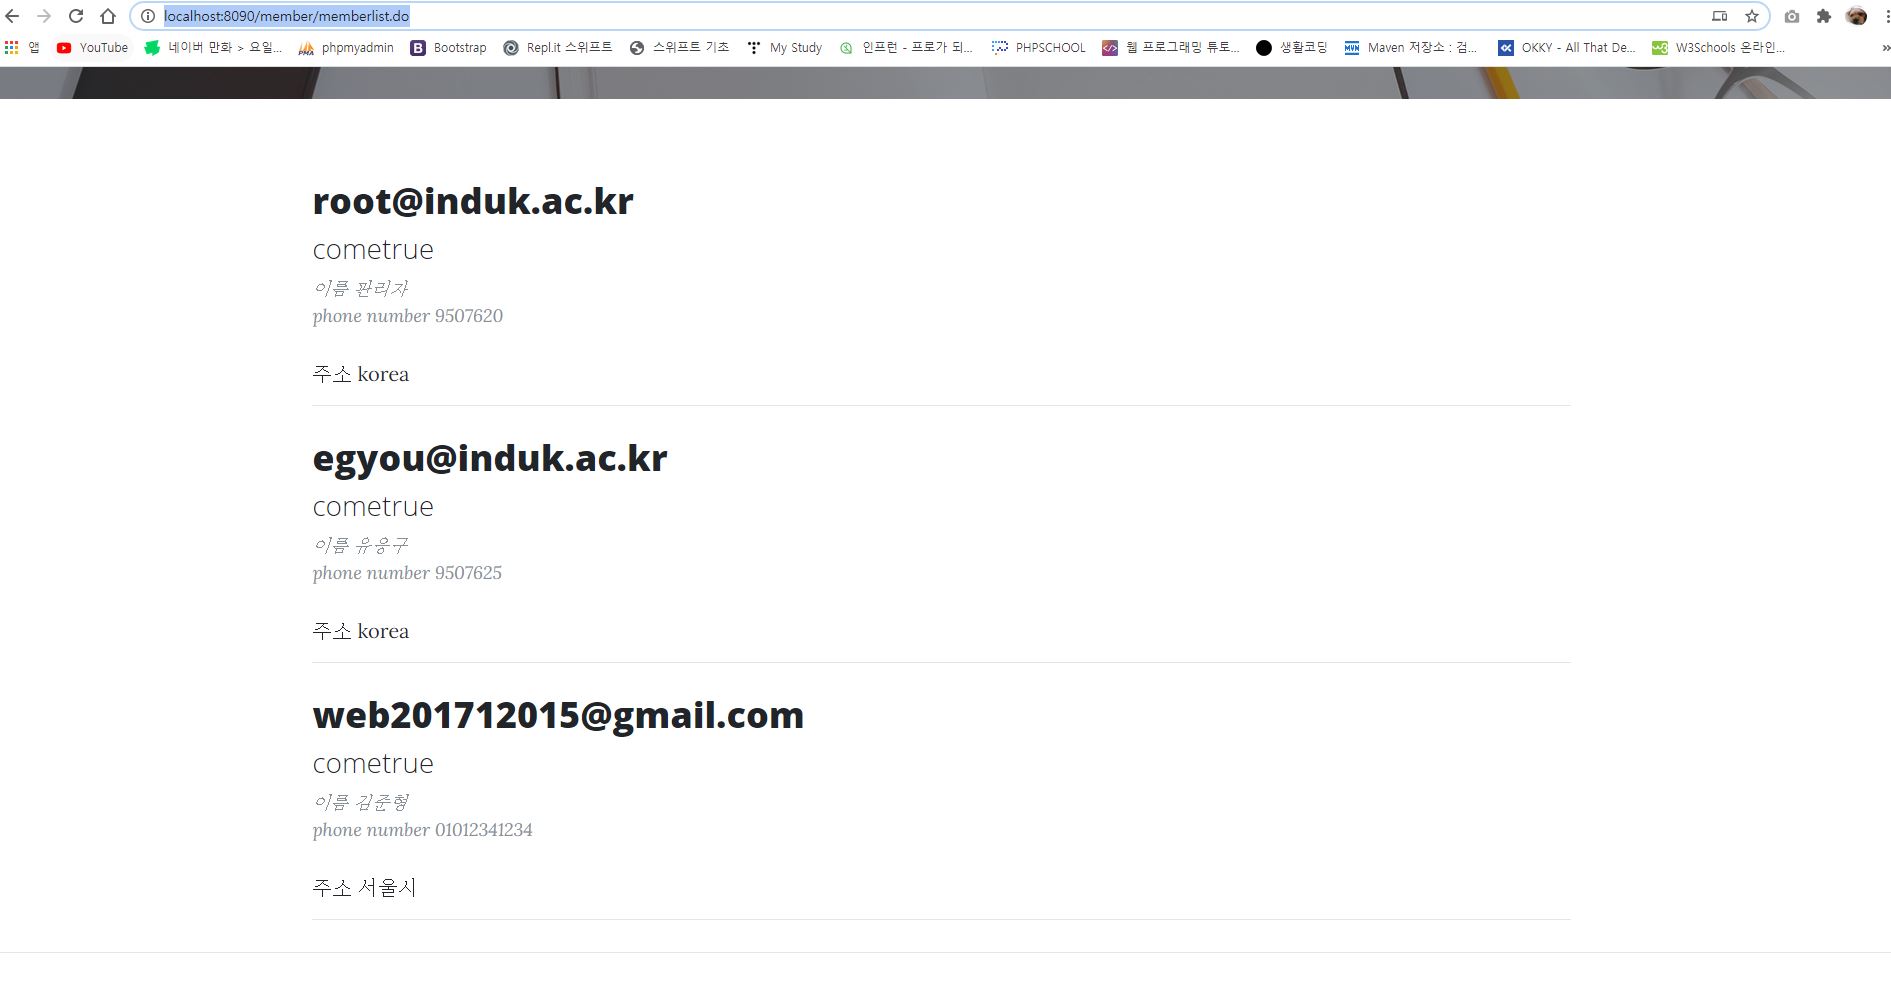 localhost:8090/member/memberlist.do
앱 YouTube 네이버 만화 > 요일... phpmyadmin Bootstrap Repl.it 스위프트 스위프트 기초 My Study 인프런 - 프로가 되... PHPSCHOOL 웹 프로그래밍 튜토... 생활코딩 Maven 저장소 : 검... OKKY - All That De... W3Schools 온라인... »
root@induk.ac.kr
cometrue
이름 관리자
phone number 9507620
주소 korea
egyou@induk.ac.kr
cometrue
이름 유응구
phone number 9507625
주소 korea
web201712015@gmail.com
cometrue
이름 김준형
phone number 01012341234
주소 서울시